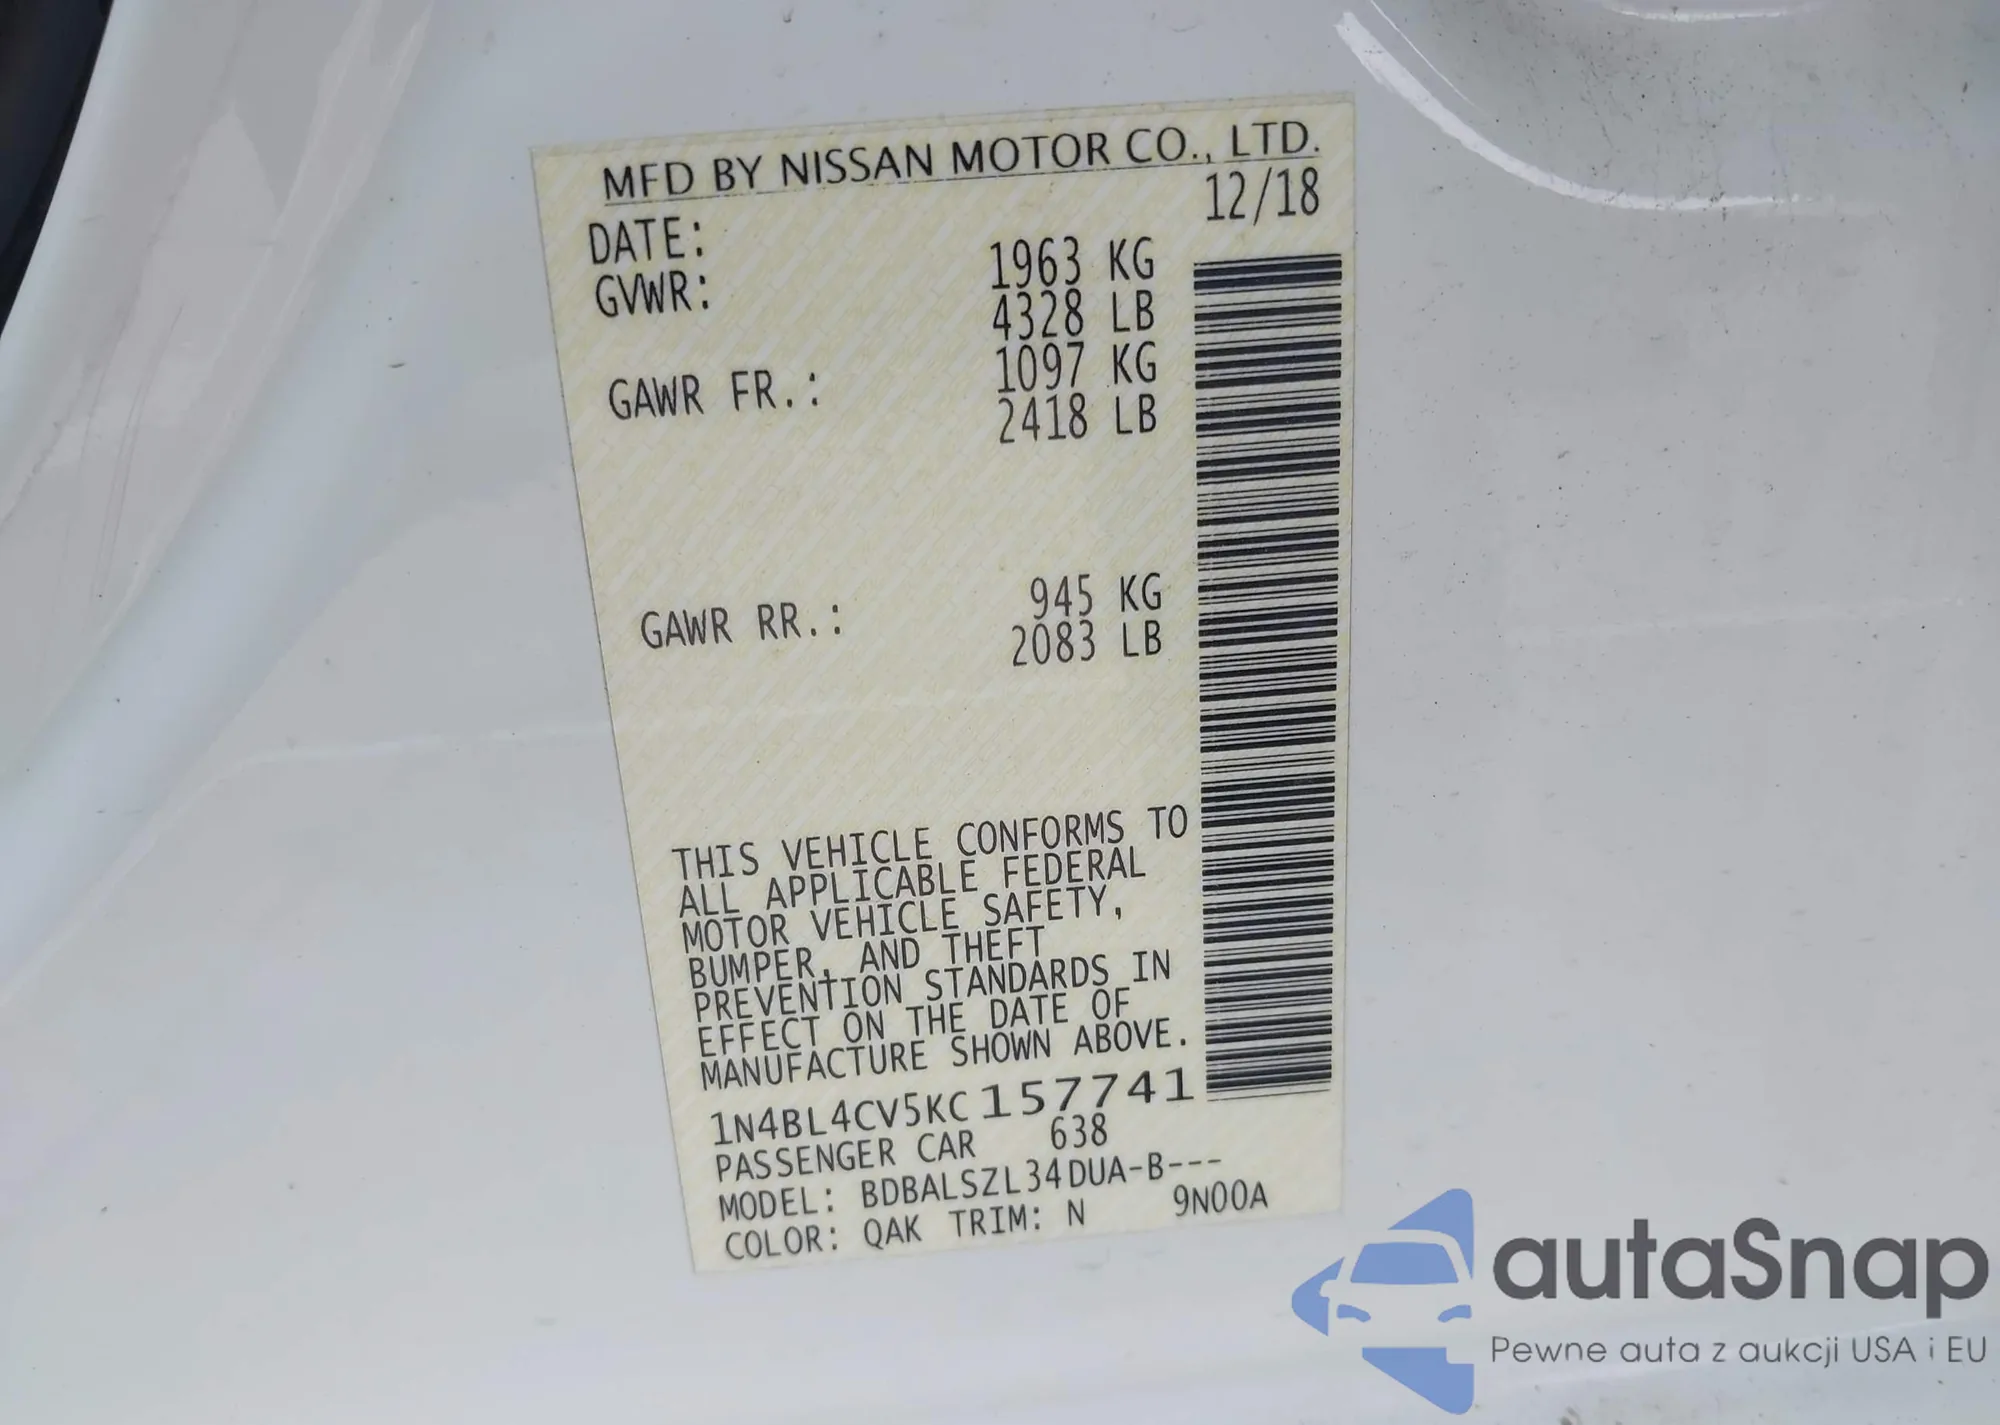 MFD BY NISSAN MOTOR CO., LTD.
DATE: 12/18
GVWR: 1963 KG
4328 LB
GAWR FR.: 1097 KG
2418 LB
GAWR RR.: 945 KG
2083 LB
THIS VEHICLE CONFORMS TO
ALL APPLICABLE FEDERAL
MOTOR VEHICLE SAFETY,
BUMPER, AND THEFT
PREVENTION STANDARDS IN
EFFECT ON THE DATE OF
MANUFACTURE SHOWN ABOVE.
1N4BL4CV5KC157741
PASSENGER CAR 638
MODEL: BDBALSZL34DUA-B---
COLOR: QAK TRIM: N 9N00A
autaSnap
Pewne auta z aukcji USA i EU